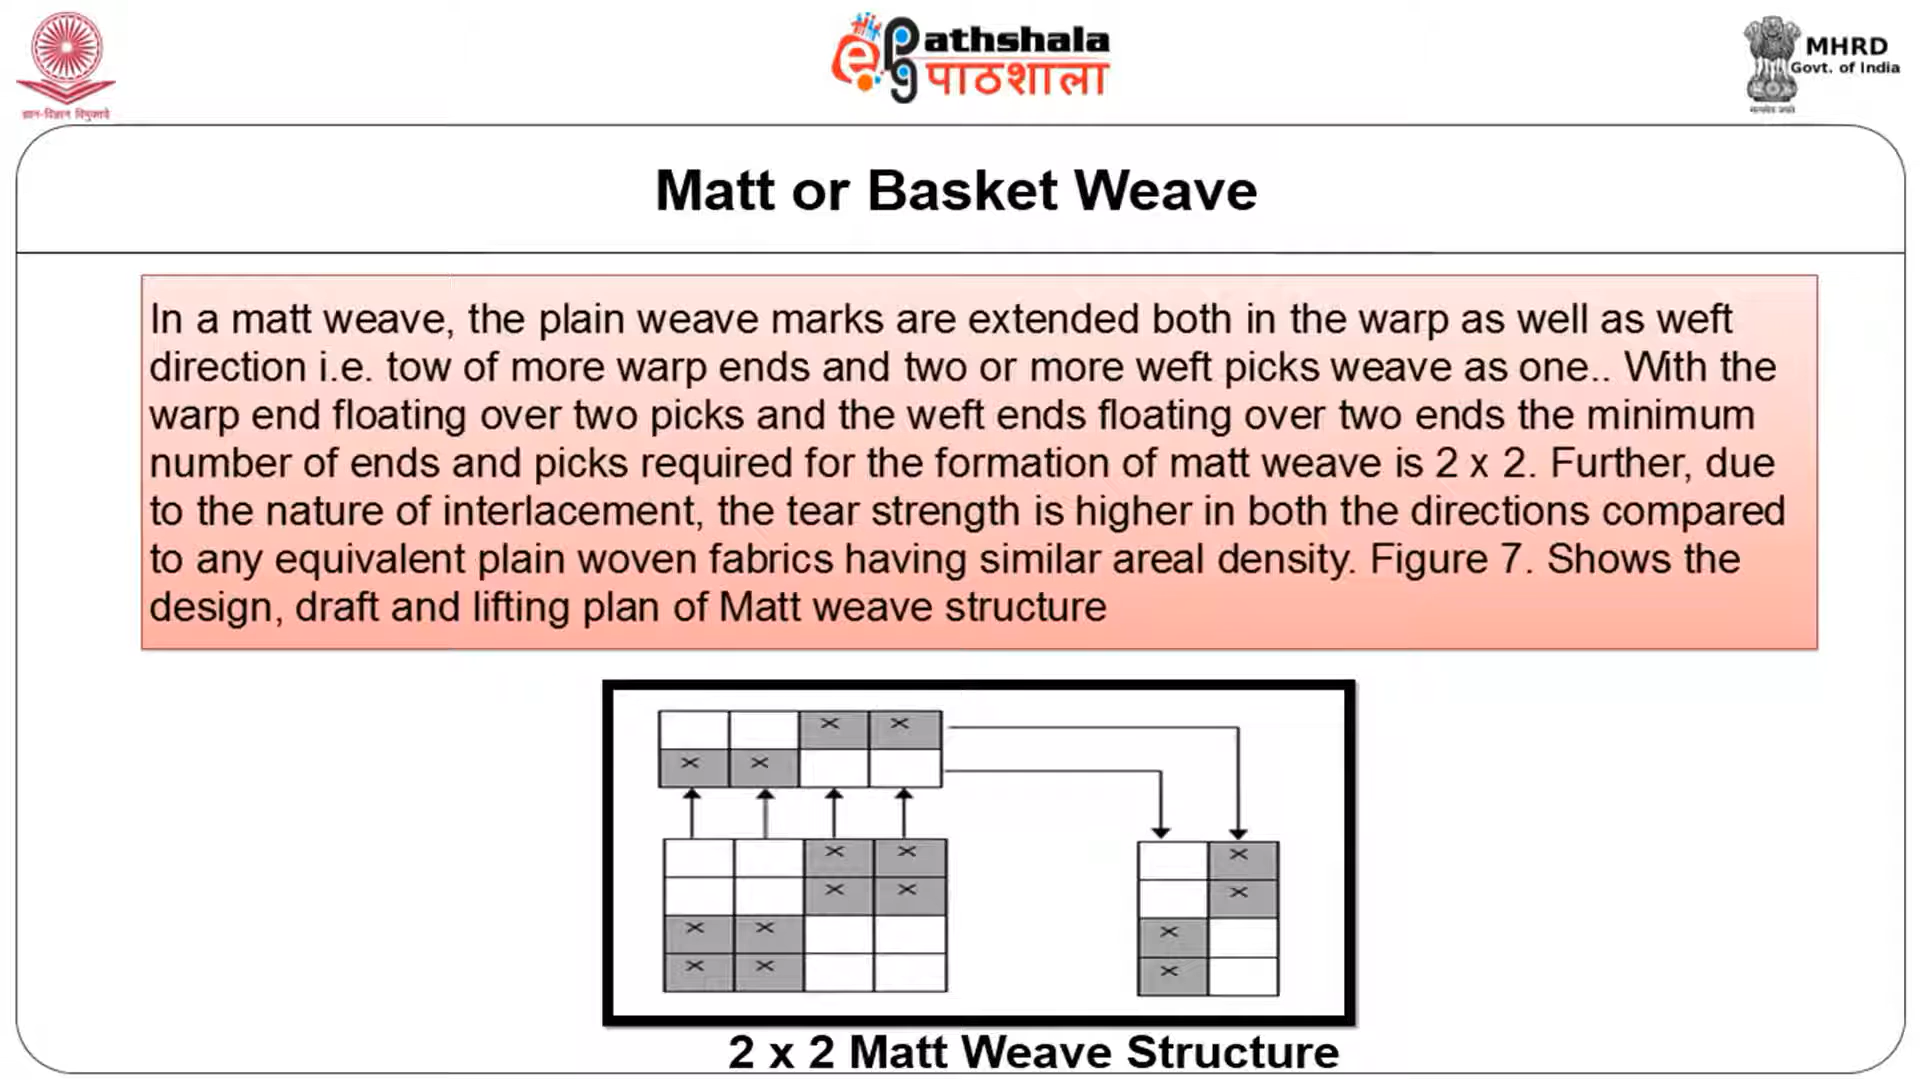 ज्ञान-विज्ञान विमुक्तये
e pg Pathshala
पाठशाला
MHRD
Govt. of India
सत्यमेव जयते
Matt or Basket Weave
In a matt weave, the plain weave marks are extended both in the warp as well as weft
direction i.e. tow of more warp ends and two or more weft picks weave as one.. With the
warp end floating over two picks and the weft ends floating over two ends the minimum
number of ends and picks required for the formation of matt weave is 2 x 2. Further, due
to the nature of interlacement, the tear strength is higher in both the directions compared
to any equivalent plain woven fabrics having similar areal density. Figure 7. Shows the
design, draft and lifting plan of Matt weave structure
× ×
× ×
× × ×
× × ×
× × ×
× × ×
2 x 2 Matt Weave Structure